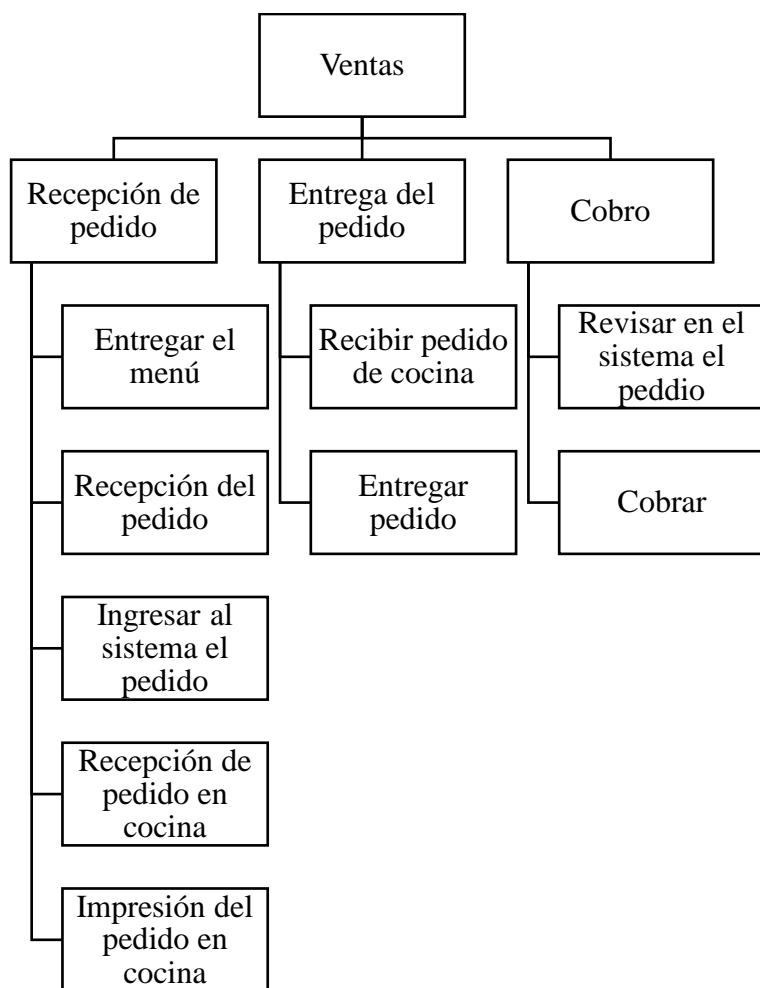 Ventas
Recepción de
pedido
Entregar el
menú
Recepción del
pedido
Ingresar al
sistema el
pedido
Recepción de
pedido en
cocina
Impresión del
pedido en
cocina
Entrega del
pedido
Recibir pedido
de cocina
Entregar
pedido
Cobro
Revisar en el
sistema el
peddio
Cobrar